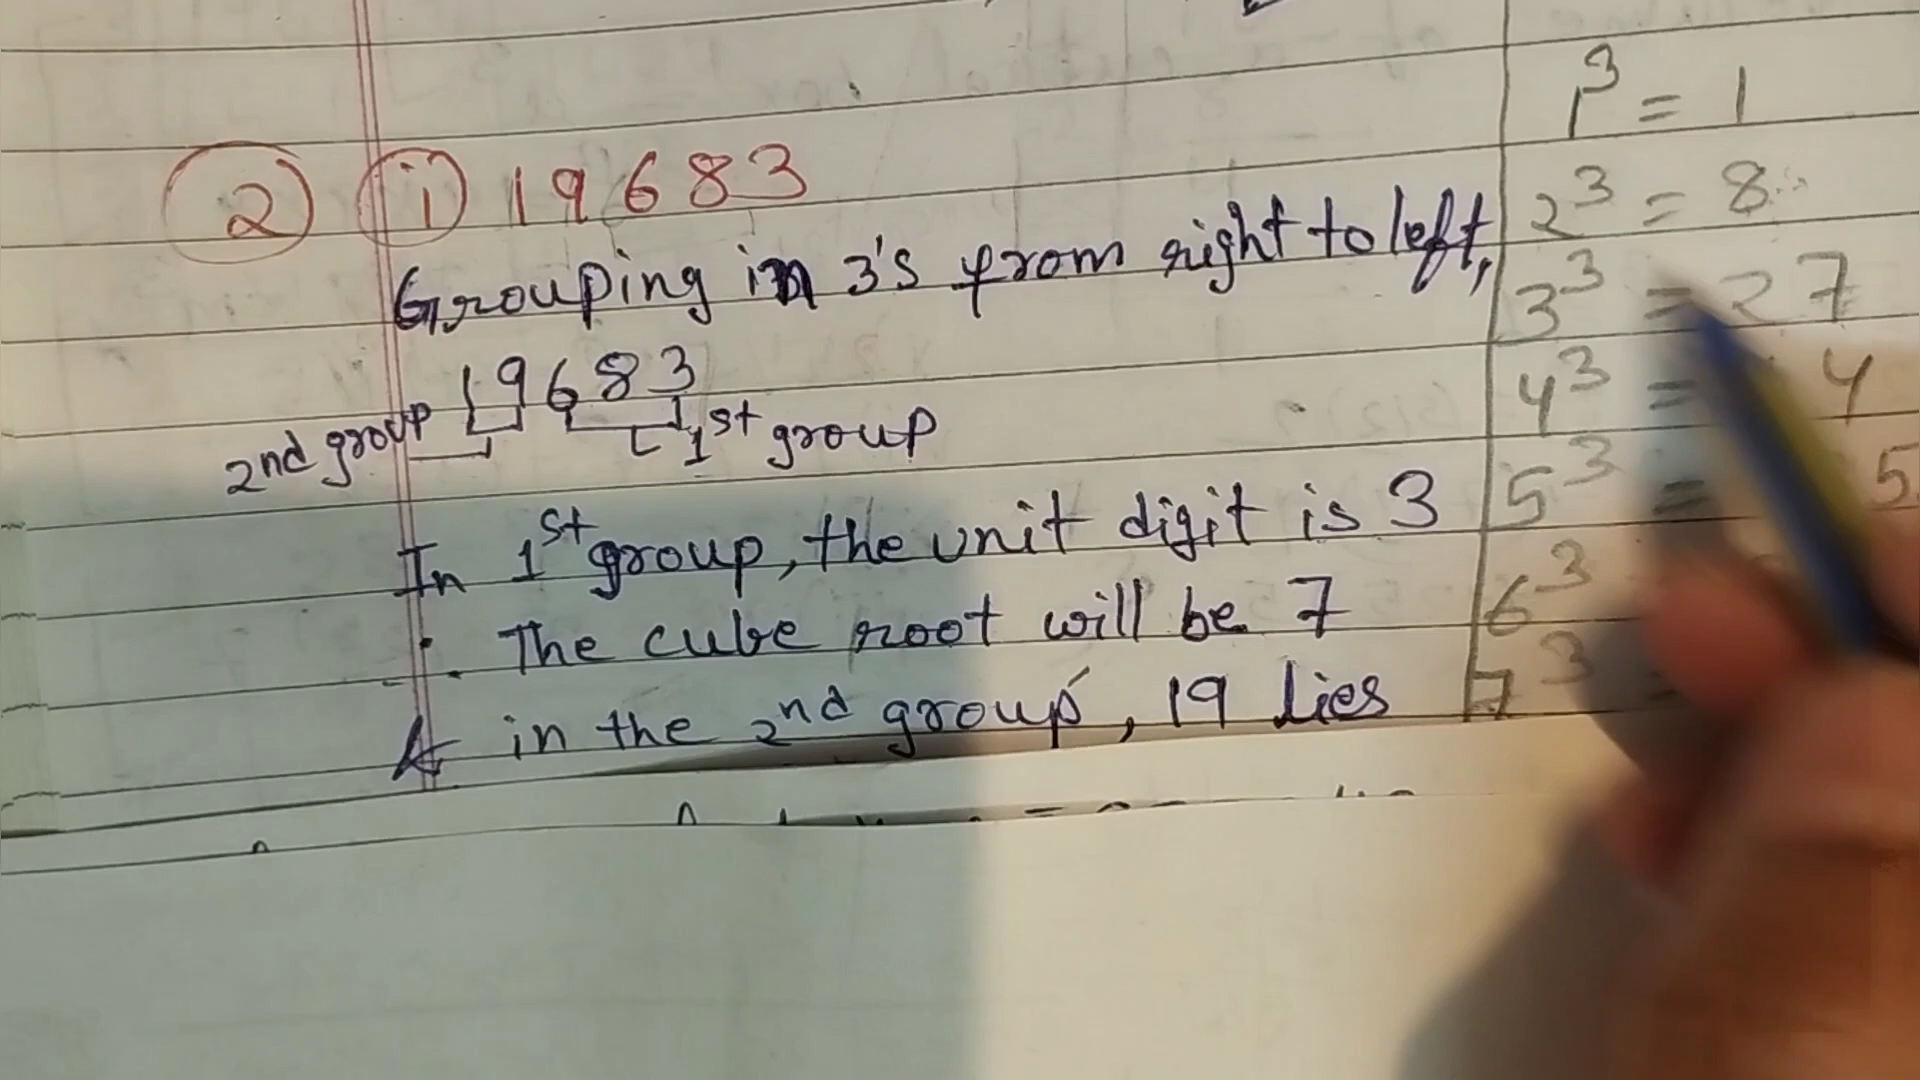 2 i 19683
Grouping in 3's from right to left,
19683
2nd group 1st group
In 1st group, the unit digit is 3
The cube root will be 7
in the 2nd group, 19 lies
1³ = 1
2³ = 8
3³ = 27
4³ = 4
5³ = 5
6³
7³